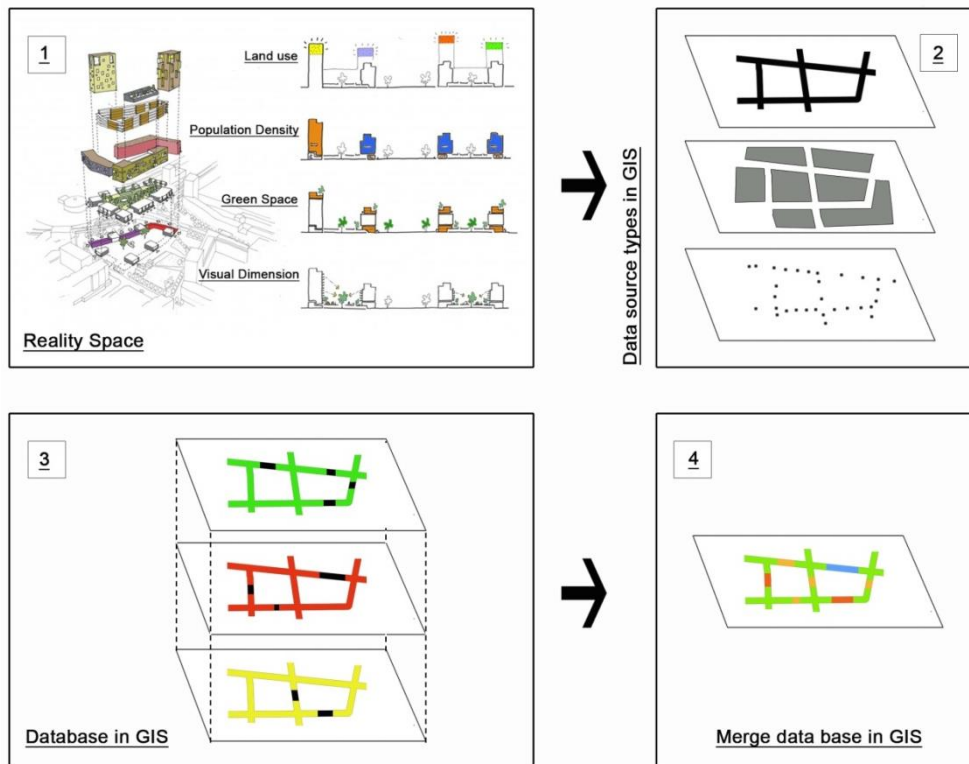 1
Land use
Population Density
Green Space
Visual Dimension
Reality Space
Data source types in GIS
2
3
Database in GIS
4
Merge data base in GIS